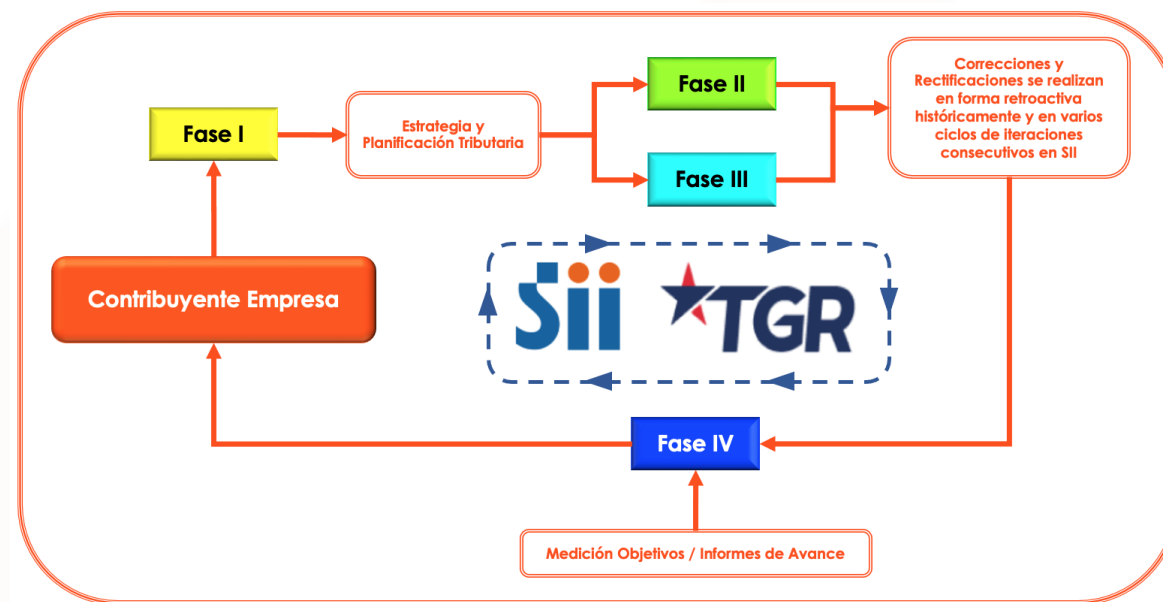 Fase I
Estrategia y
Planificación Tributaria
Fase II
Fase III
Correcciones y
Rectificaciones se realizan
en forma retroactiva
históricamente y en varios
ciclos de iteraciones
consecutivos en SII
Contribuyente Empresa
Sii
TGR
Fase IV
Medición Objetivos / Informes de Avance